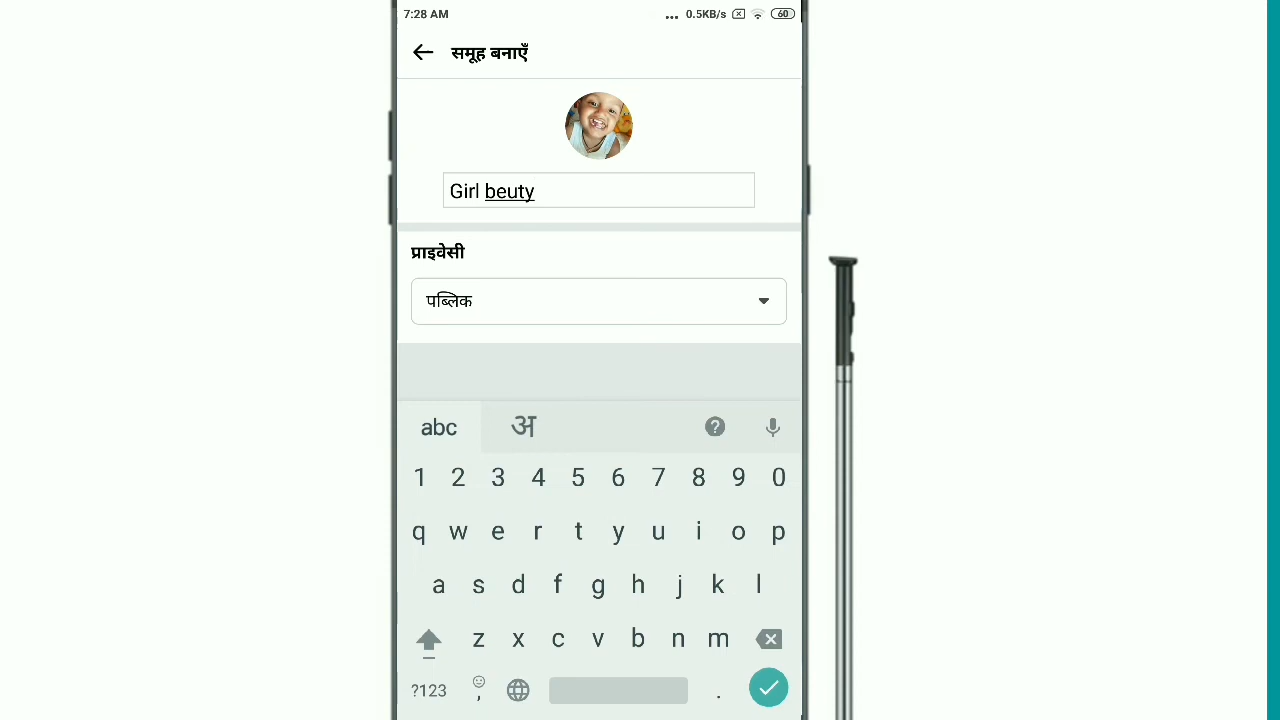 7:28 AM ... 0.5KB/s 60
समूह बनाएँ
Girl beuty
प्राइवेसी
पब्लिक
abc अ ?
1 2 3 4 5 6 7 8 9 0
q w e r t y u i o p
a s d f g h j k l
z x c v b n m
?123 , .